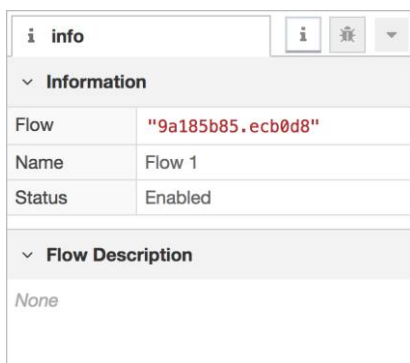 i info
i
Information
Flow "9a185b85.ecb0d8"
Name Flow 1
Status Enabled
Flow Description
None